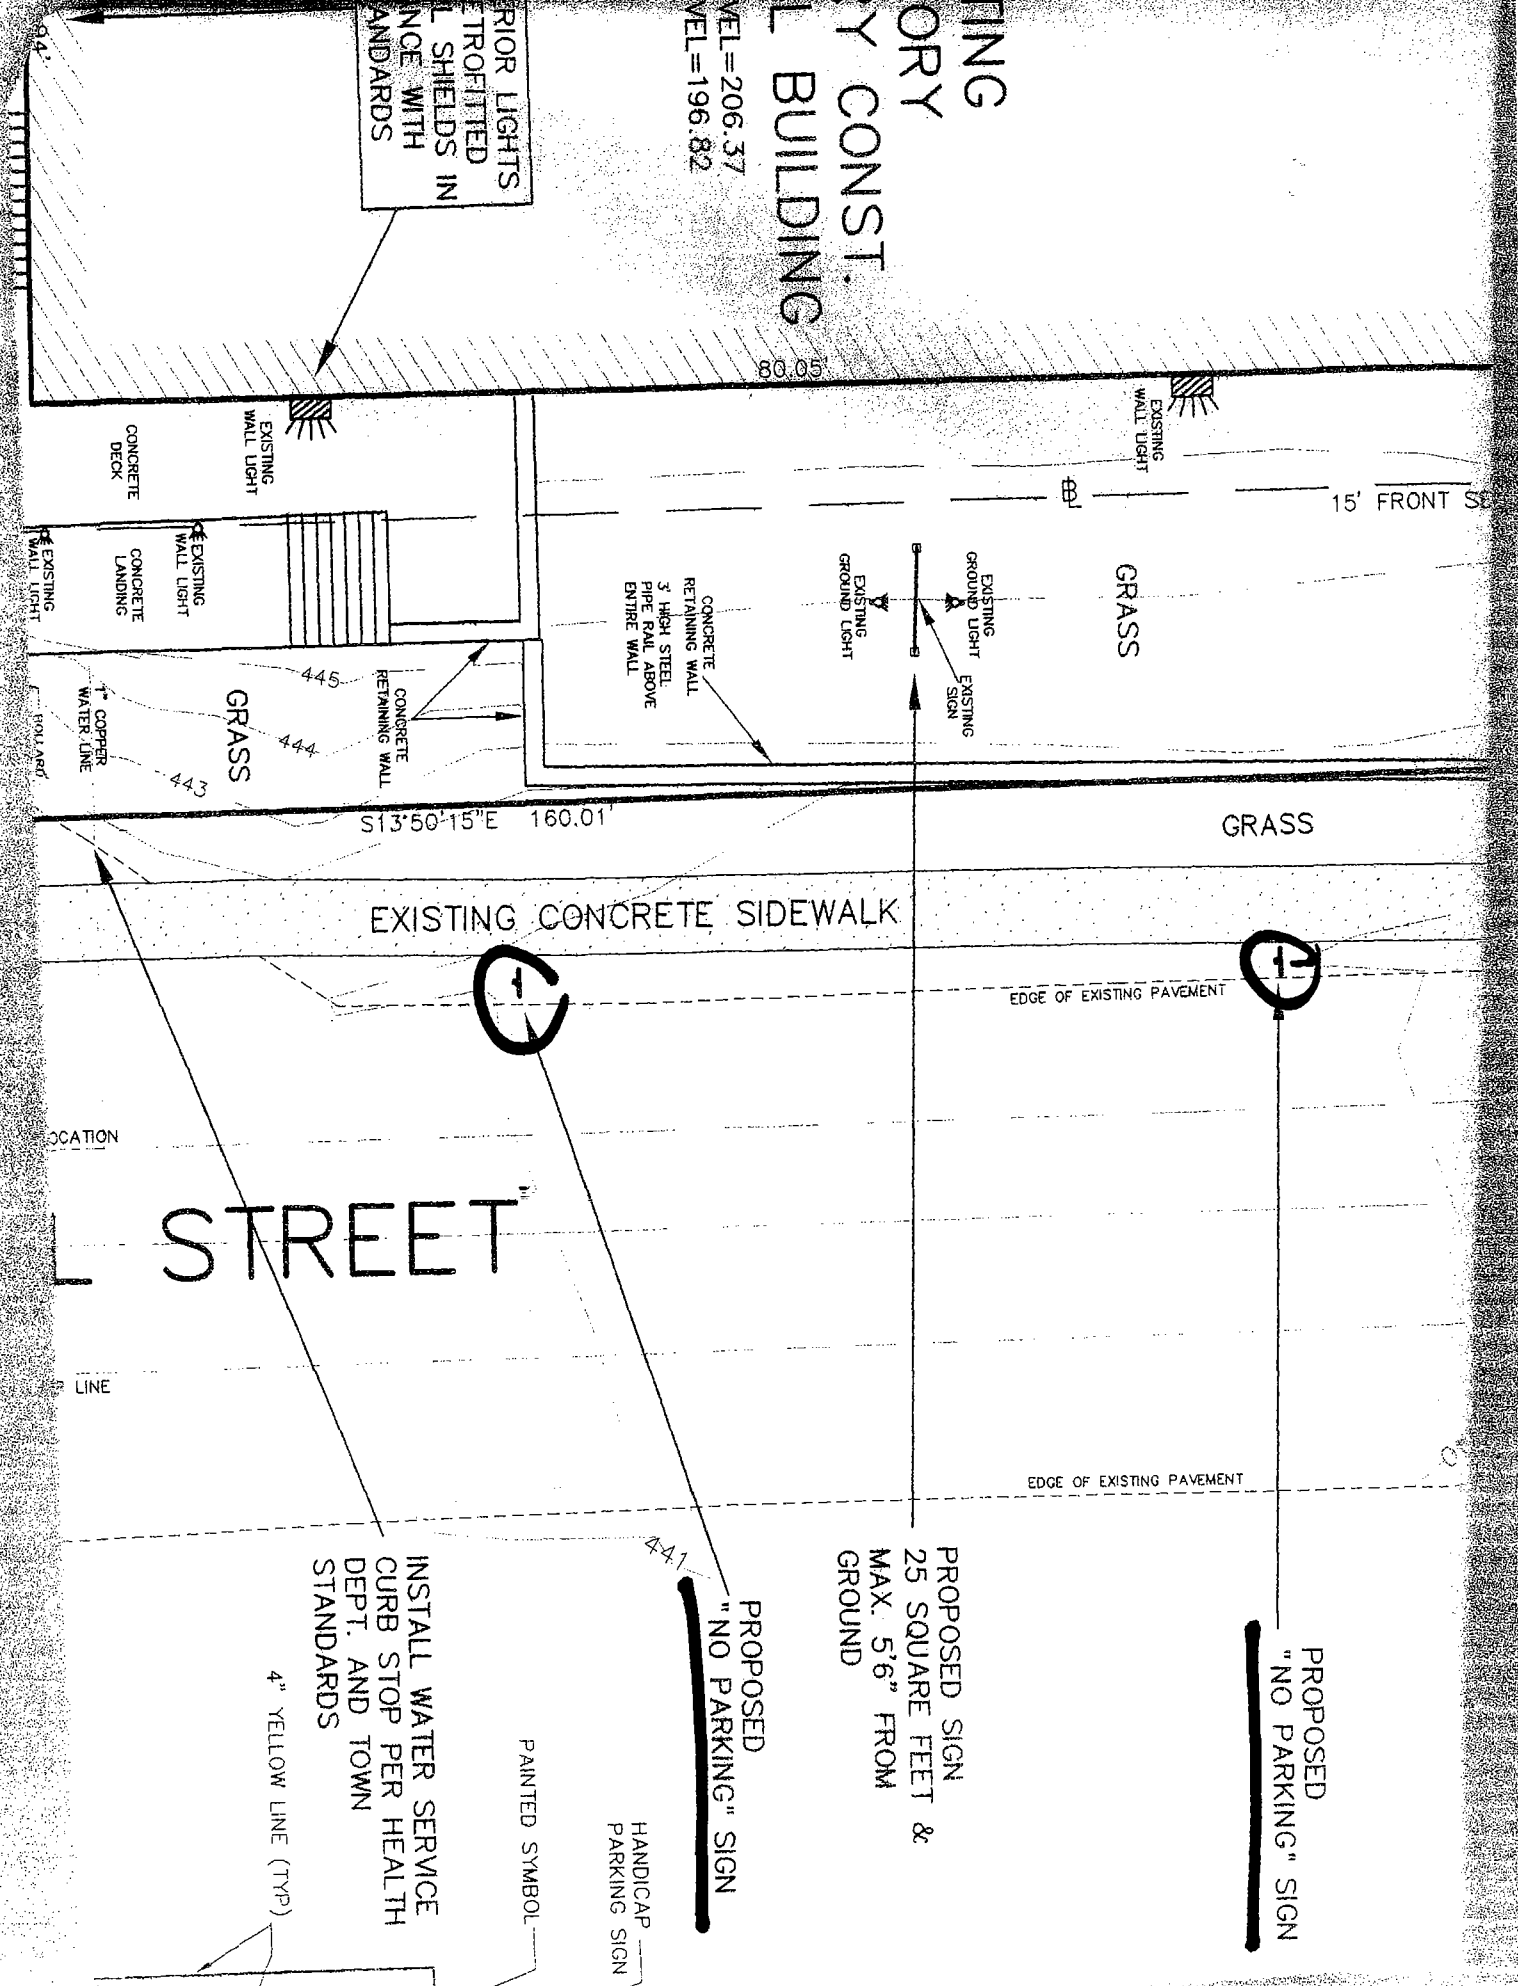 TING
ORY
Y CONST.
L BUILDING
VEL=206.37
VEL=196.82
RIOR LIGHTS
ETROFITTED
L SHIELDS IN
NCE WITH
ANDARDS
94'
80.05'
EXISTING
WALL LIGHT
EXISTING
WALL LIGHT
CONCRETE
DECK
15' FRONT
EXISTING
WALL LIGHT
EXISTING
WALL LIGHT
CONCRETE
LANDING
EXISTING
GROUND LIGHT
EXISTING
GROUND LIGHT
EXISTING
SIGN
GRASS
CONCRETE
RETAINING WALL
3' HIGH STEEL
PIPE RAIL ABOVE
ENTIRE WALL
CONCRETE
RETAINING WALL
445
444
443
GRASS
1" COPPER
WATER LINE
BOLLARD
S13°50'15"E 160.01'
GRASS
EXISTING CONCRETE SIDEWALK
EDGE OF EXISTING PAVEMENT
OCATION
L STREET
LINE
EDGE OF EXISTING PAVEMENT
441
INSTALL WATER SERVICE
CURB STOP PER HEALTH
DEPT. AND TOWN
STANDARDS
PROPOSED
"NO PARKING" SIGN
PROPOSED SIGN
25 SQUARE FEET &
MAX. 5'6" FROM
GROUND
PROPOSED
"NO PARKING" SIGN
4" YELLOW LINE (TYP)
PAINTED SYMBOL
HANDICAP
PARKING SIGN